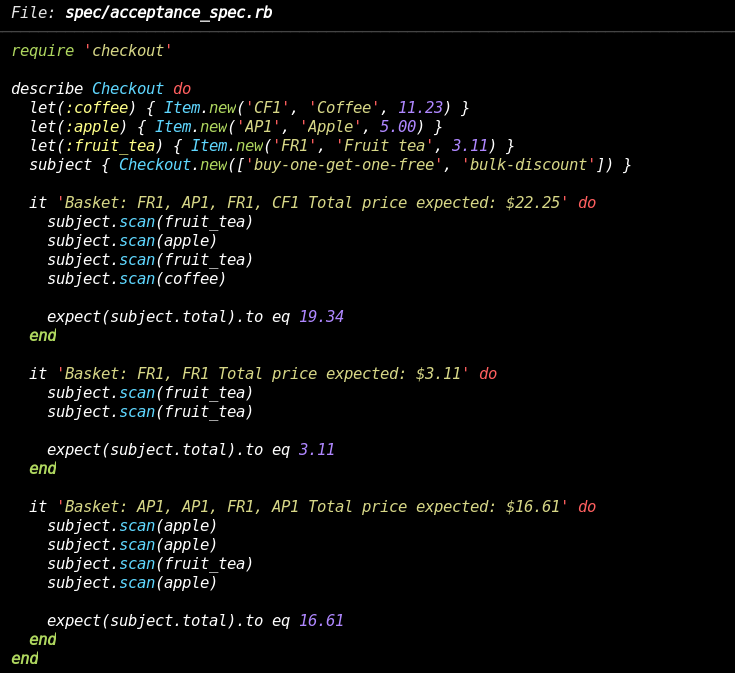 File: spec/acceptance_spec.rb
require 'checkout'
describe Checkout do
let(:coffee) { Item.new('CF1', 'Coffee', 11.23) }
let(:apple) { Item.new('AP1', 'Apple', 5.00) }
let(:fruit_tea) { Item.new('FR1', 'Fruit tea', 3.11) }
subject { Checkout.new(['buy-one-get-one-free', 'bulk-discount']) }
it 'Basket: FR1, AP1, FR1, CF1 Total price expected: $22.25' do
subject.scan(fruit_tea)
subject.scan(apple)
subject.scan(fruit_tea)
subject.scan(coffee)
expect(subject.total).to eq 19.34
end
it 'Basket: FR1, FR1 Total price expected: $3.11' do
subject.scan(fruit_tea)
subject.scan(fruit_tea)
expect(subject.total).to eq 3.11
end
it 'Basket: AP1, AP1, FR1, AP1 Total price expected: $16.61' do
subject.scan(apple)
subject.scan(apple)
subject.scan(fruit_tea)
subject.scan(apple)
expect(subject.total).to eq 16.61
end
end